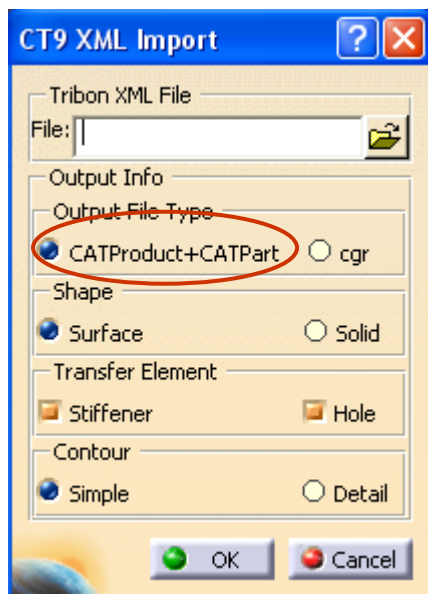 CT9 XML Import
Tribon XML File
File:
Output Info
Output File Type
CATProduct+CATPart cgr
Shape
Surface Solid
Transfer Element
Stiffener Hole
Contour
Simple Detail
OK Cancel